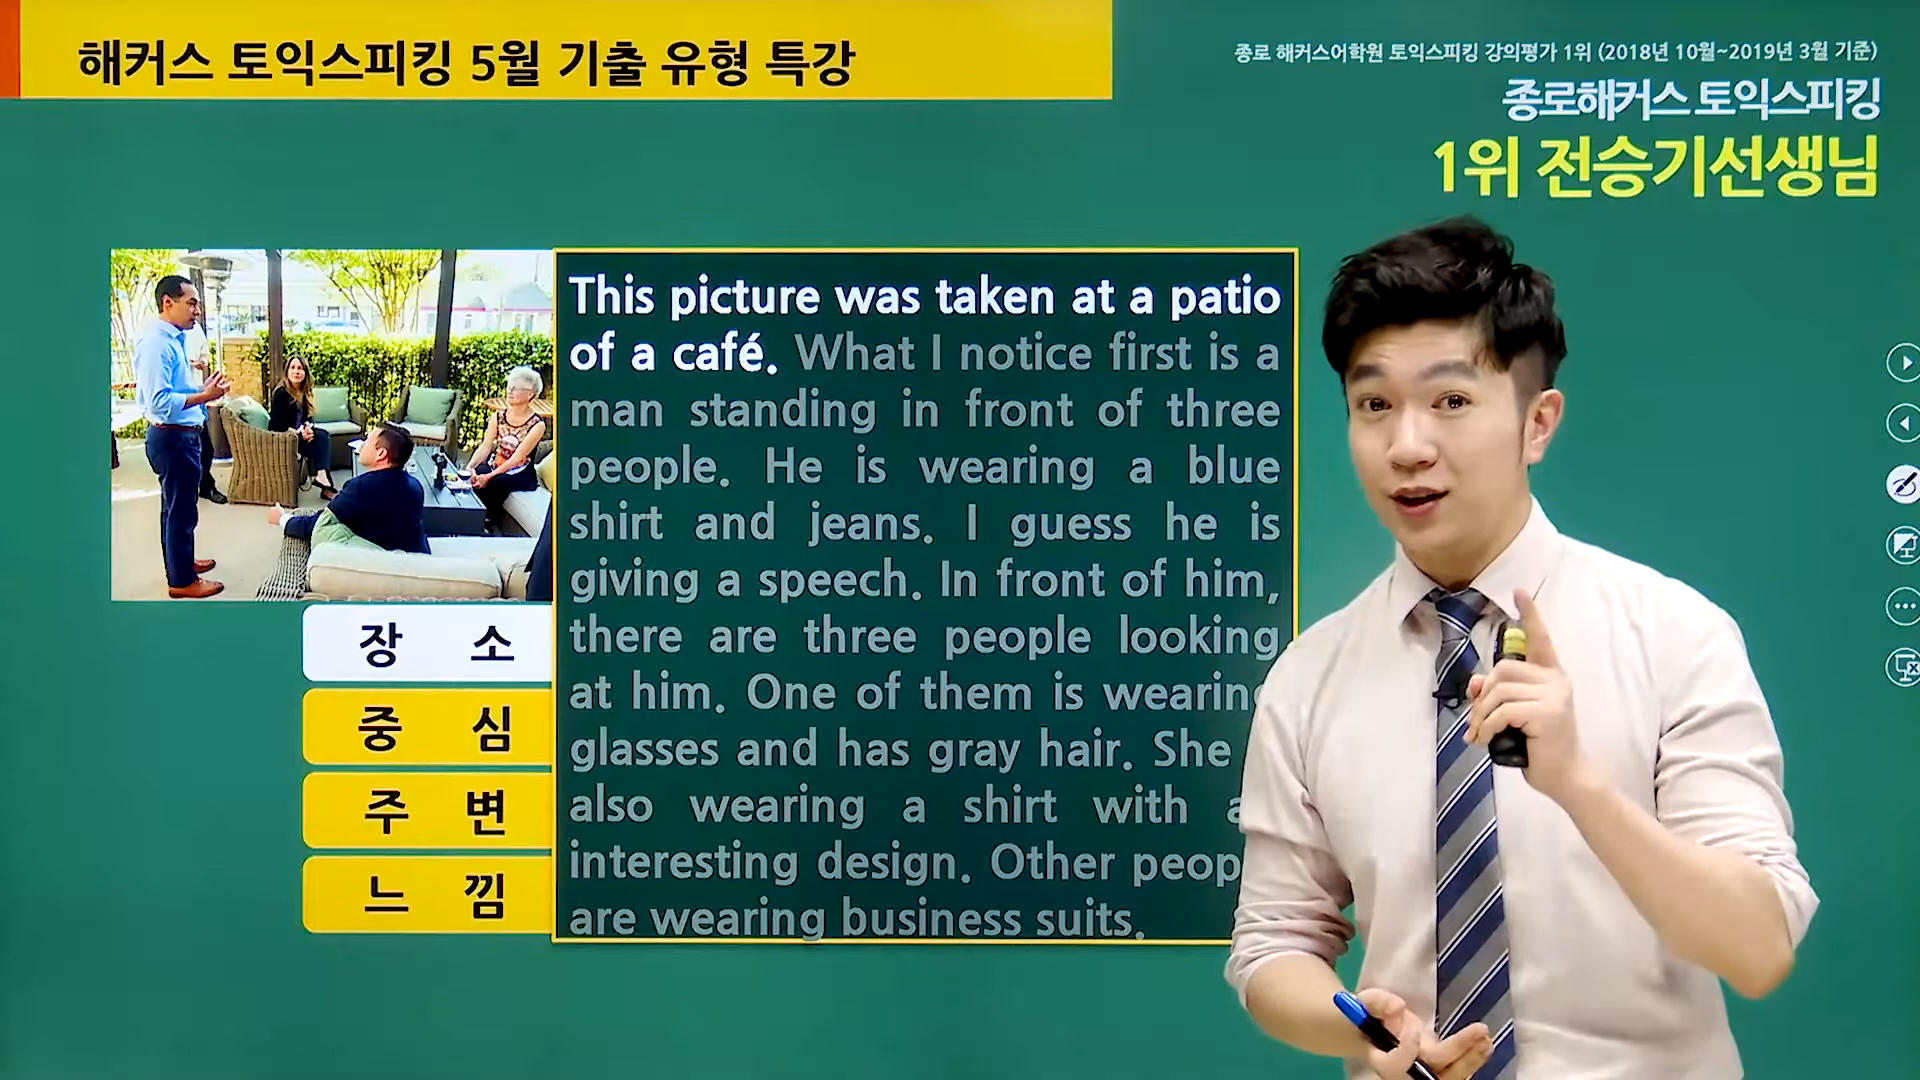 해커스 토익스피킹 5월 기출 유형 특강
종로 해커스어학원 토익스피킹 강의평가 1위 (2018년 10월~2019년 3월 기준)
종로해커스 토익스피킹
1위 전승기선생님
This picture was taken at a patio
of a café. What I notice first is a
man standing in front of three
people. He is wearing a blue
shirt and jeans. I guess he is
giving a speech. In front of him,
there are three people looking
at him. One of them is wearing
glasses and has gray hair. She
also wearing a shirt with
interesting design. Other
are wearing business suits.
장 소
중 심
주 변
느 낌